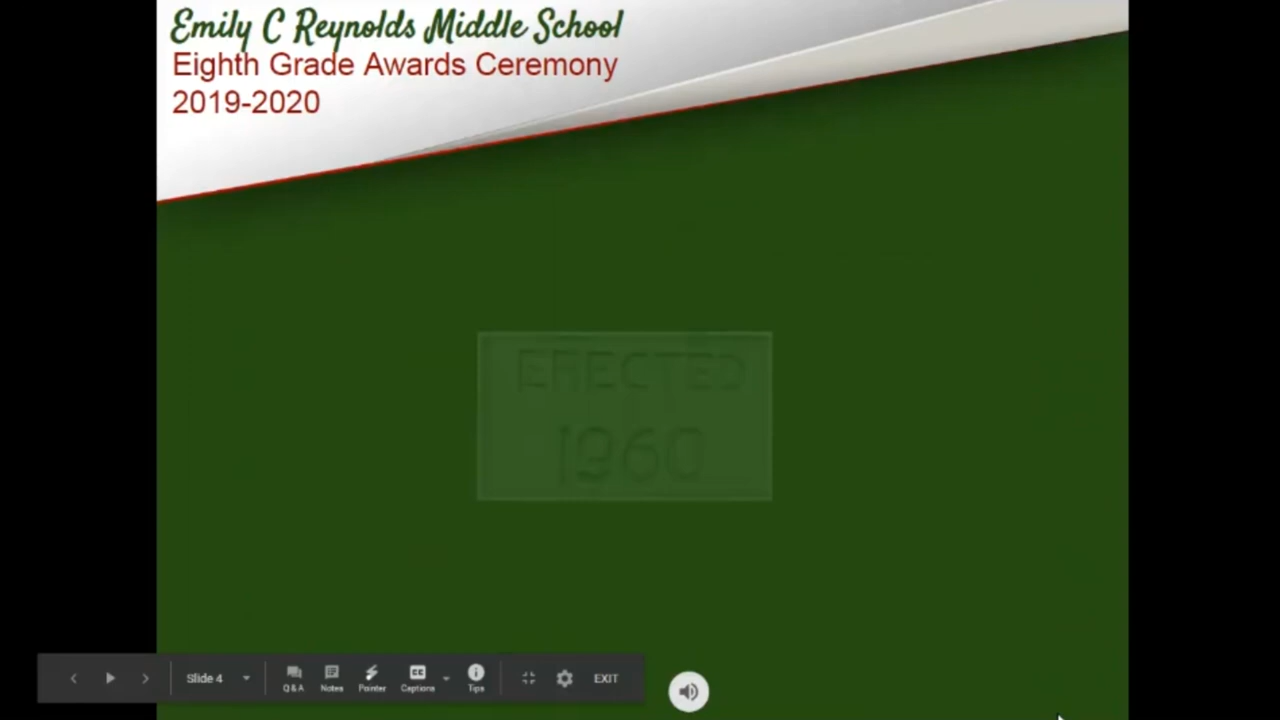 Emily C Reynolds Middle School
Eighth Grade Awards Ceremony
2019-2020
ERECTED
1960
Slide 4
Q & A
Notes
Pointer
Captions
Tips
EXIT